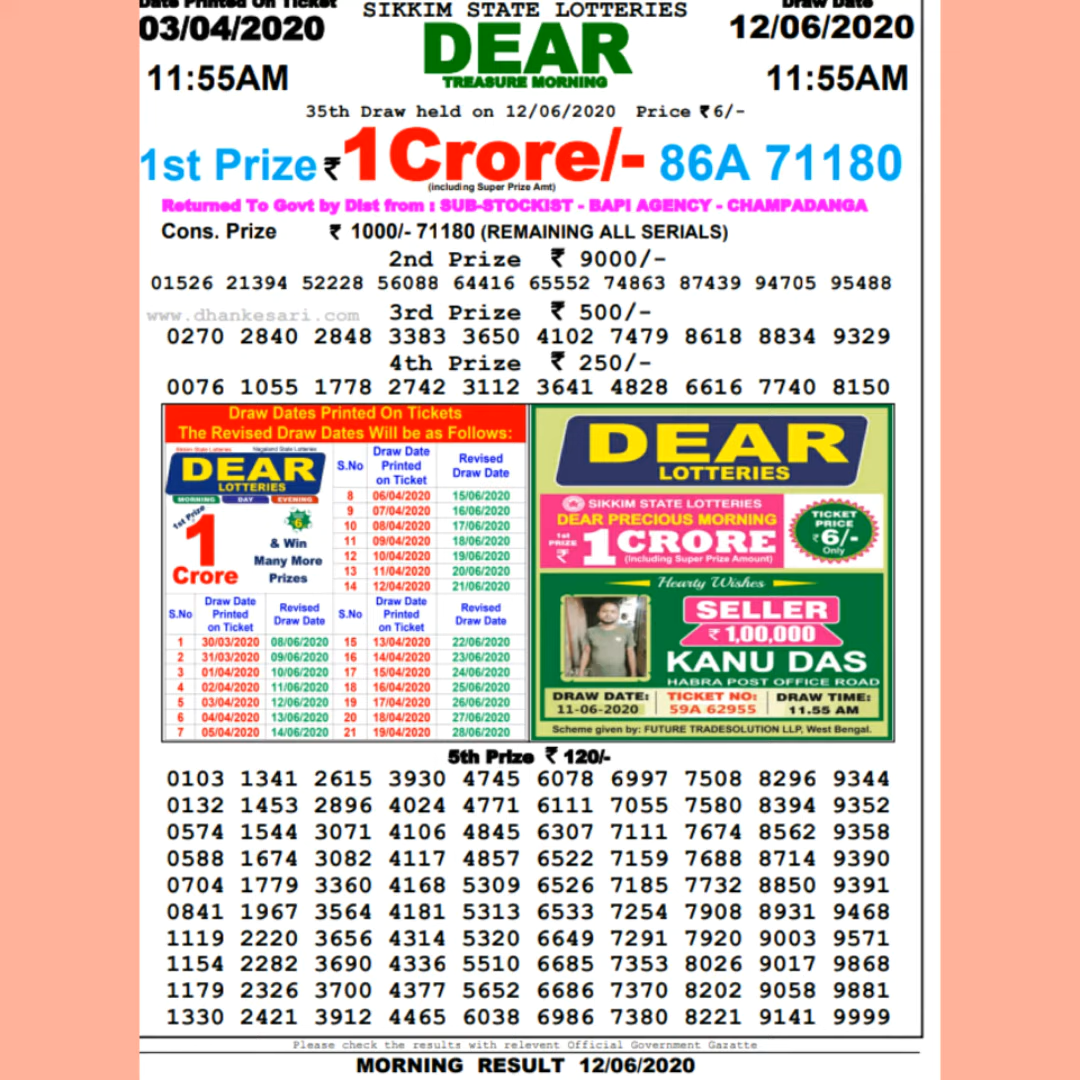 Date Printed On Ticket
SIKKIM STATE LOTTERIES
Draw Date
03/04/2020
DEAR
12/06/2020
11:55AM
TREASURE MORNING
11:55AM
35th Draw held on 12/06/2020 Price ₹6/-
1st Prize ₹ 1 Crore/- 86A 71180
(including Super Prize Amt)
Returned To Govt by Dist from : SUB-STOCKIST - BAPI AGENCY - CHAMPADANGA
Cons. Prize ₹ 1000/- 71180 (REMAINING ALL SERIALS)
2nd Prize ₹ 9000/-
01526 21394 52228 56088 64416 65552 74863 87439 94705 95488
www.dhankesari.com
3rd Prize ₹ 500/-
0270 2840 2848 3383 3650 4102 7479 8618 8834 9329
4th Prize ₹ 250/-
0076 1055 1778 2742 3112 3641 4828 6616 7740 8150
Draw Dates Printed On Tickets
The Revised Draw Dates Will be as Follows:
Sikkim State Lotteries Nagaland State Lotteries
DEAR
LOTTERIES
MORNING DAY EVENING
1st Prize
1
Crore
6
& Win
Many More
Prizes
S.No Draw Date Printed on Ticket Revised Draw Date
8 06/04/2020 15/06/2020
9 07/04/2020 16/06/2020
10 08/04/2020 17/06/2020
11 09/04/2020 18/06/2020
12 10/04/2020 19/06/2020
13 11/04/2020 20/06/2020
14 12/04/2020 21/06/2020
S.No Draw Date Printed on Ticket Revised Draw Date S.No Draw Date Printed on Ticket Revised Draw Date
1 30/03/2020 08/06/2020 15 13/04/2020 22/06/2020
2 31/03/2020 09/06/2020 16 14/04/2020 23/06/2020
3 01/04/2020 10/06/2020 17 15/04/2020 24/06/2020
4 02/04/2020 11/06/2020 18 16/04/2020 25/06/2020
5 03/04/2020 12/06/2020 19 17/04/2020 26/06/2020
6 04/04/2020 13/06/2020 20 18/04/2020 27/06/2020
7 05/04/2020 14/06/2020 21 19/04/2020 28/06/2020
DEAR
LOTTERIES
SIKKIM STATE LOTTERIES
DEAR PRECIOUS MORNING
1st PRIZE ₹ 1 CRORE
(Including Super Prize Amount)
TICKET
PRICE
₹6/-
Only
Hearty Wishes
SELLER
₹ 1,00,000
KANU DAS
HABRA POST OFFICE ROAD
DRAW DATE: TICKET NO: DRAW TIME:
11-06-2020 59A 62955 11.55 AM
Scheme given by: FUTURE TRADESOLUTION LLP, West Bengal.
5th Prize ₹ 120/-
0103 1341 2615 3930 4745 6078 6997 7508 8296 9344
0132 1453 2896 4024 4771 6111 7055 7580 8394 9352
0574 1544 3071 4106 4845 6307 7111 7674 8562 9358
0588 1674 3082 4117 4857 6522 7159 7688 8714 9390
0704 1779 3360 4168 5309 6526 7185 7732 8850 9391
0841 1967 3564 4181 5313 6533 7254 7908 8931 9468
1119 2220 3656 4314 5320 6649 7291 7920 9003 9571
1154 2282 3690 4336 5510 6685 7353 8026 9017 9868
1179 2326 3700 4377 5652 6686 7370 8202 9058 9881
1330 2421 3912 4465 6038 6986 7380 8221 9141 9999
Please check the results with relevent Official Government Gazatte
MORNING RESULT 12/06/2020